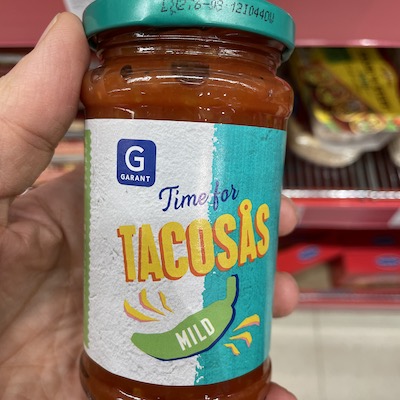 G
GARANT
Time for
TACOSÅS
MILD